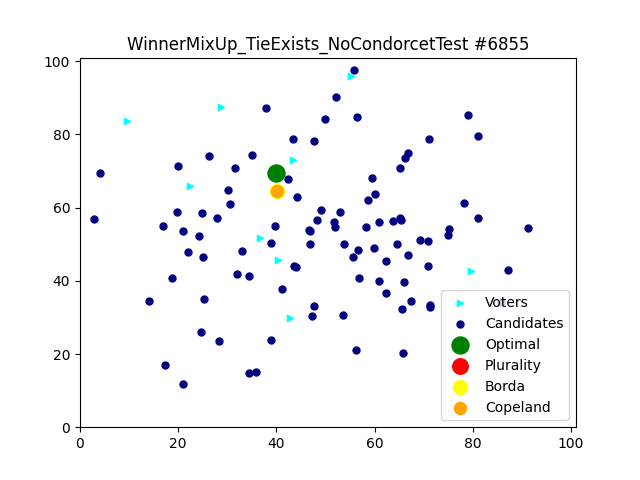 WinnerMixUp_TieExists_NoCondorcetTest #6855
100
80
60
40
20
0
0 20 40 60 80 100
Voters
Candidates
Optimal
Plurality
Borda
Copeland